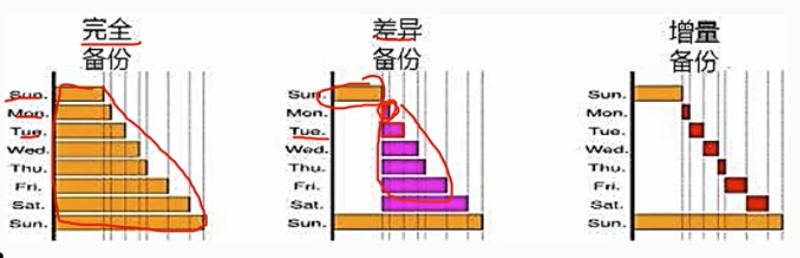 完全
备份
Sun.
Mon.
Tue.
Wed.
Thu.
Fri.
Sat.
Sun.
差异
备份
Sun.
Mon.
Tue.
Wed.
Thu.
Fri.
Sat.
Sun.
增量
备份
Sun.
Mon.
Tue.
Wed.
Thu.
Fri.
Sat.
Sun.